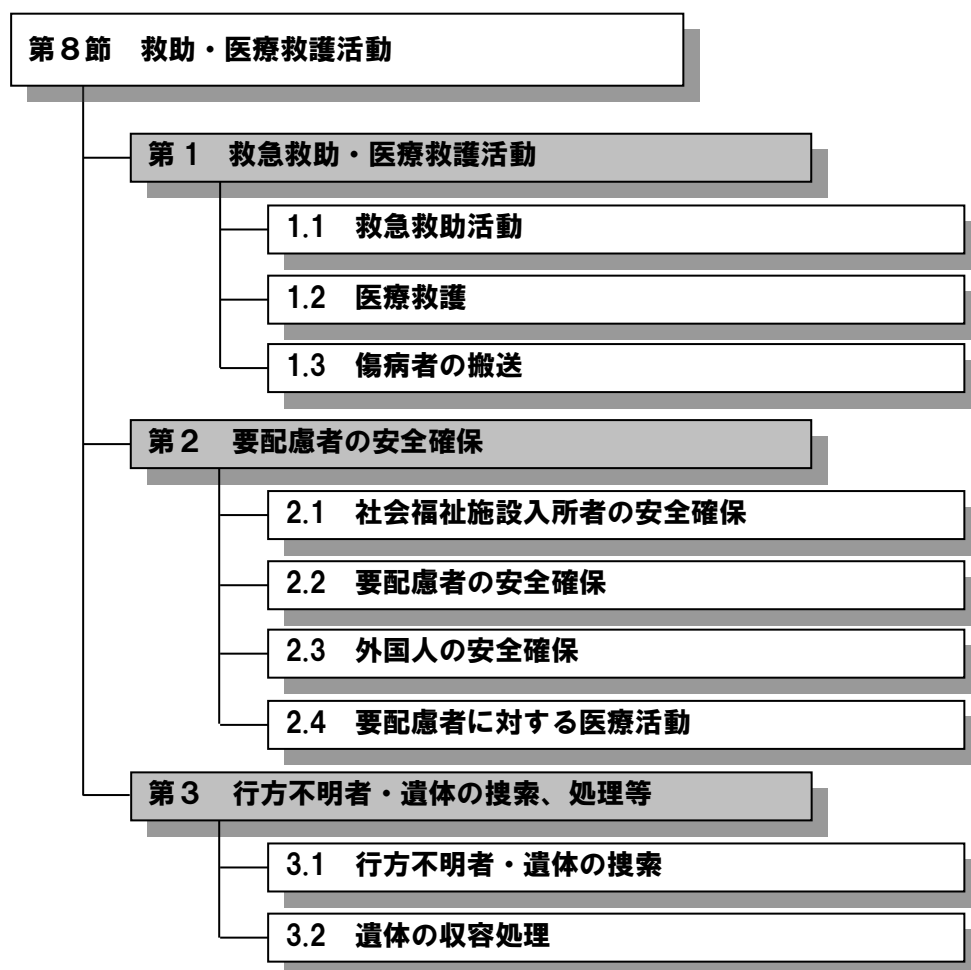 第8節　救助・医療救護活動
第1　救急救助・医療救護活動
1.1　救急救助活動
1.2　医療救護
1.3　傷病者の搬送
第2　要配慮者の安全確保
2.1　社会福祉施設入所者の安全確保
2.2　要配慮者の安全確保
2.3　外国人の安全確保
2.4　要配慮者に対する医療活動
第3　行方不明者・遺体の捜索、処理等
3.1　行方不明者・遺体の捜索
3.2　遺体の収容処理